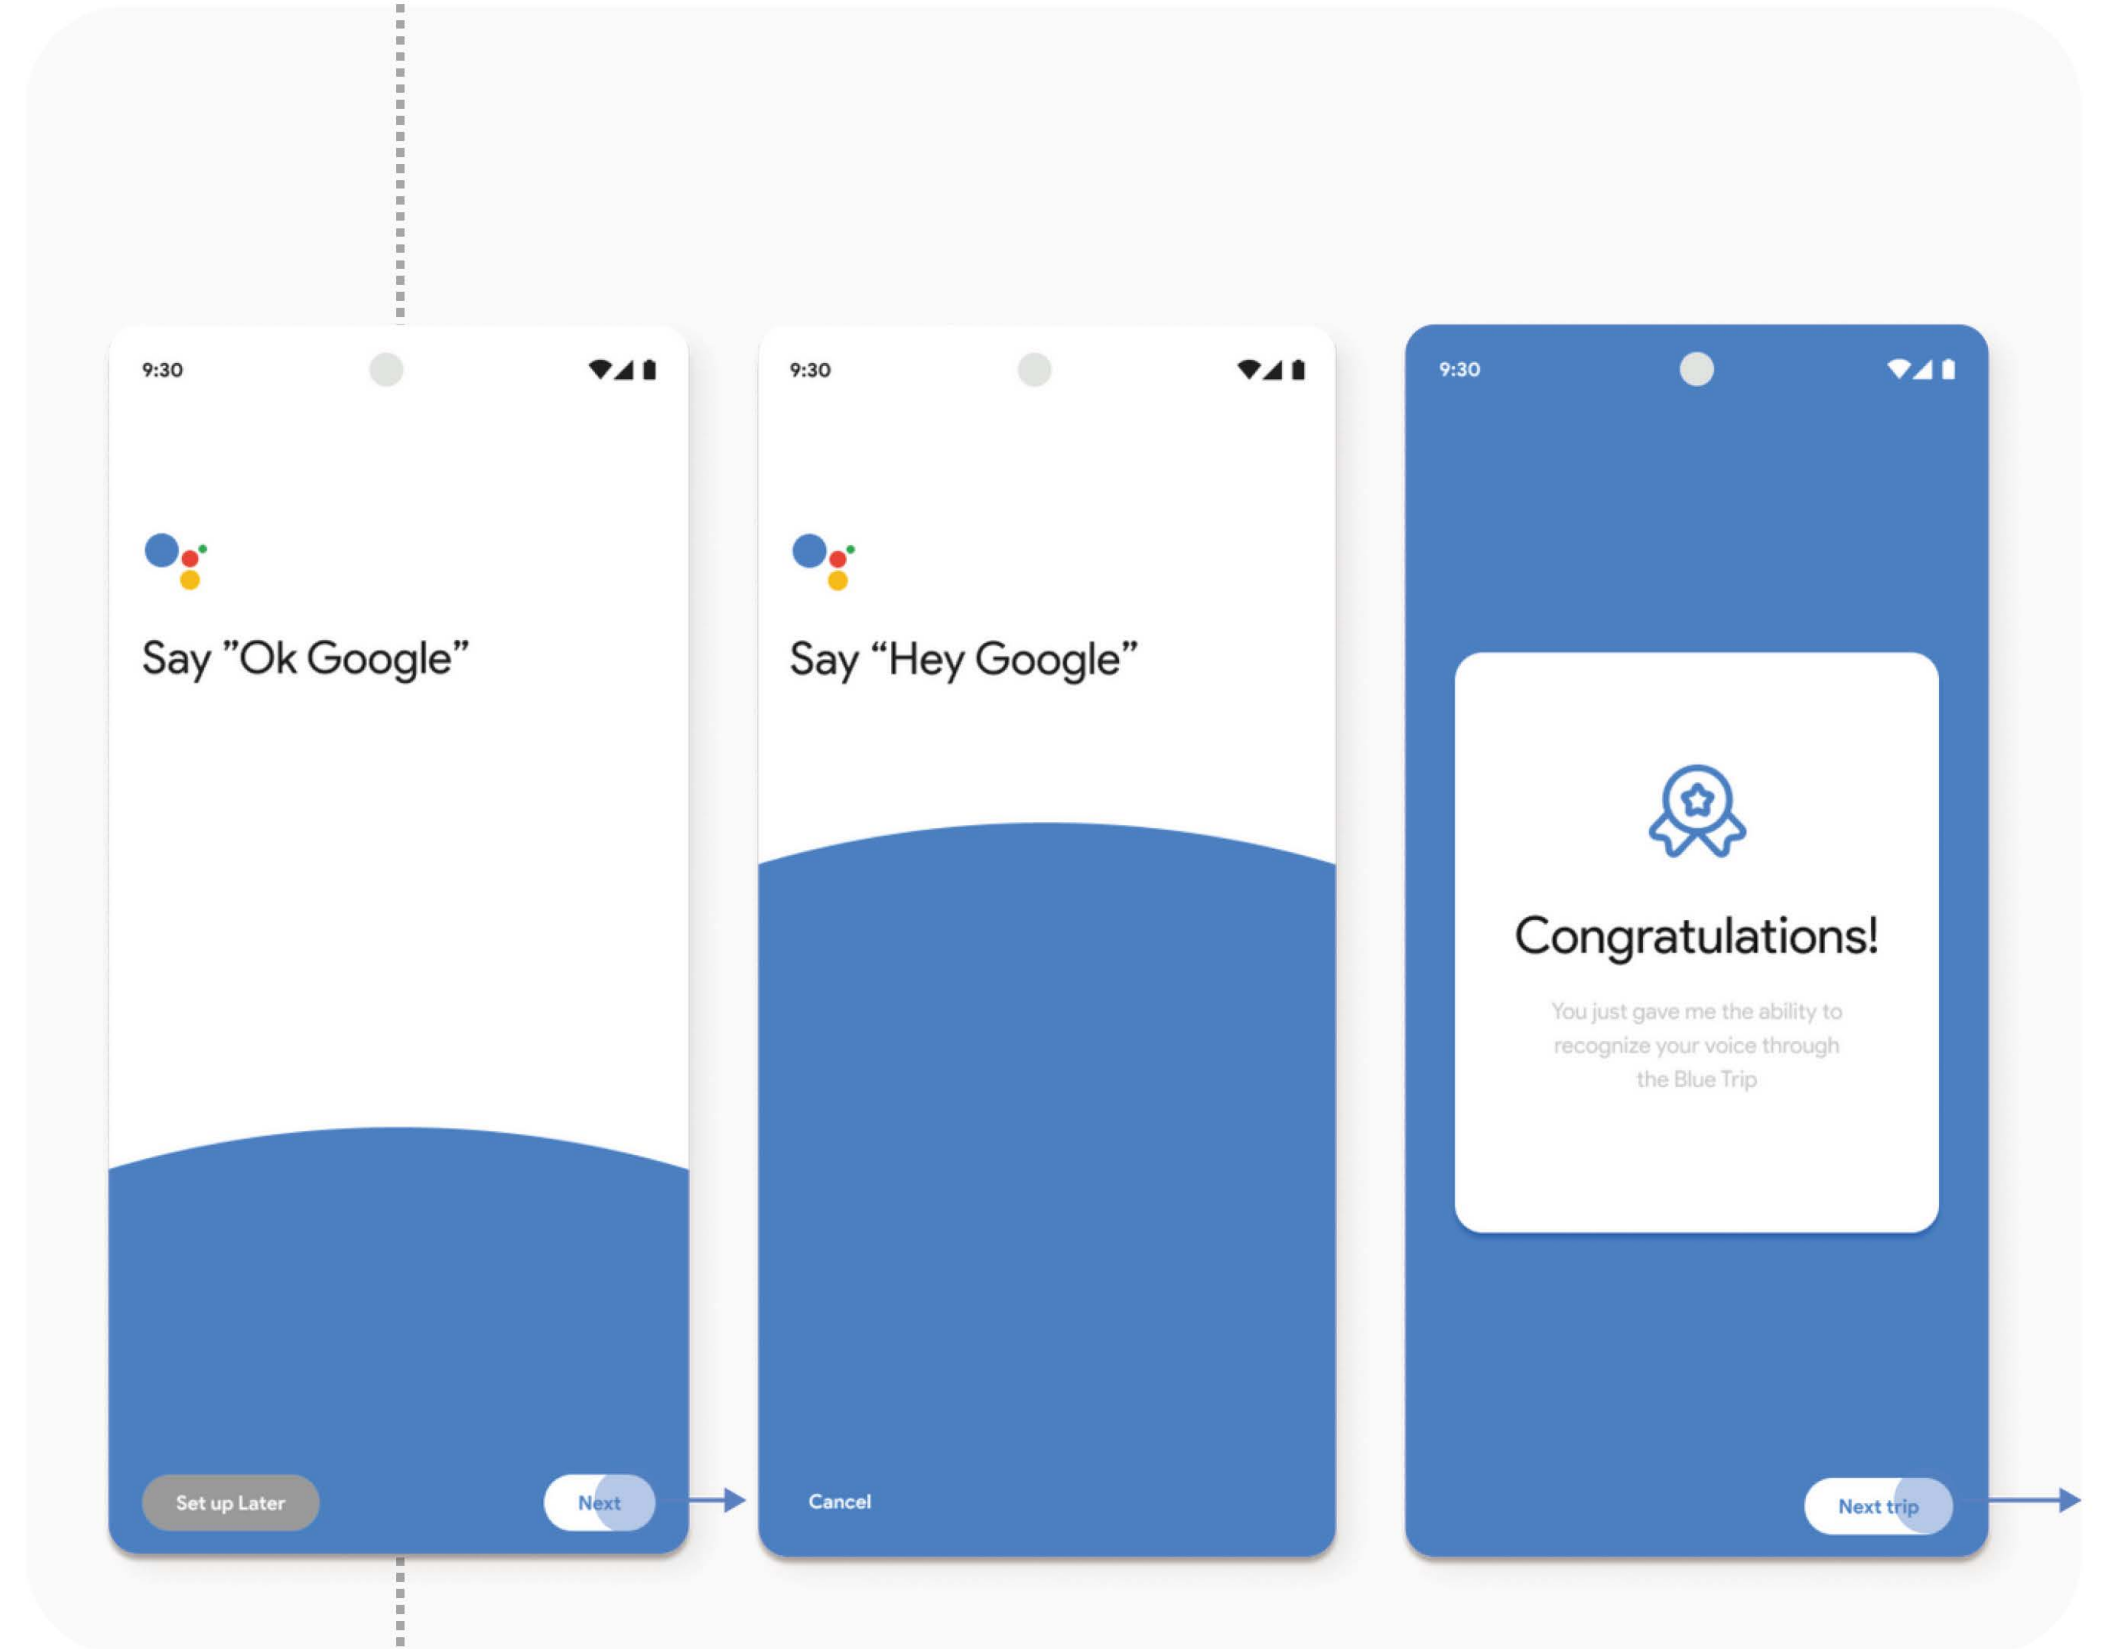 9:30
Say ”Ok Google”
Set up Later
Next
9:30
Say “Hey Google”
Cancel
9:30
Congratulations!
You just gave me the ability to
recognize your voice through
the Blue Trip
Next trip